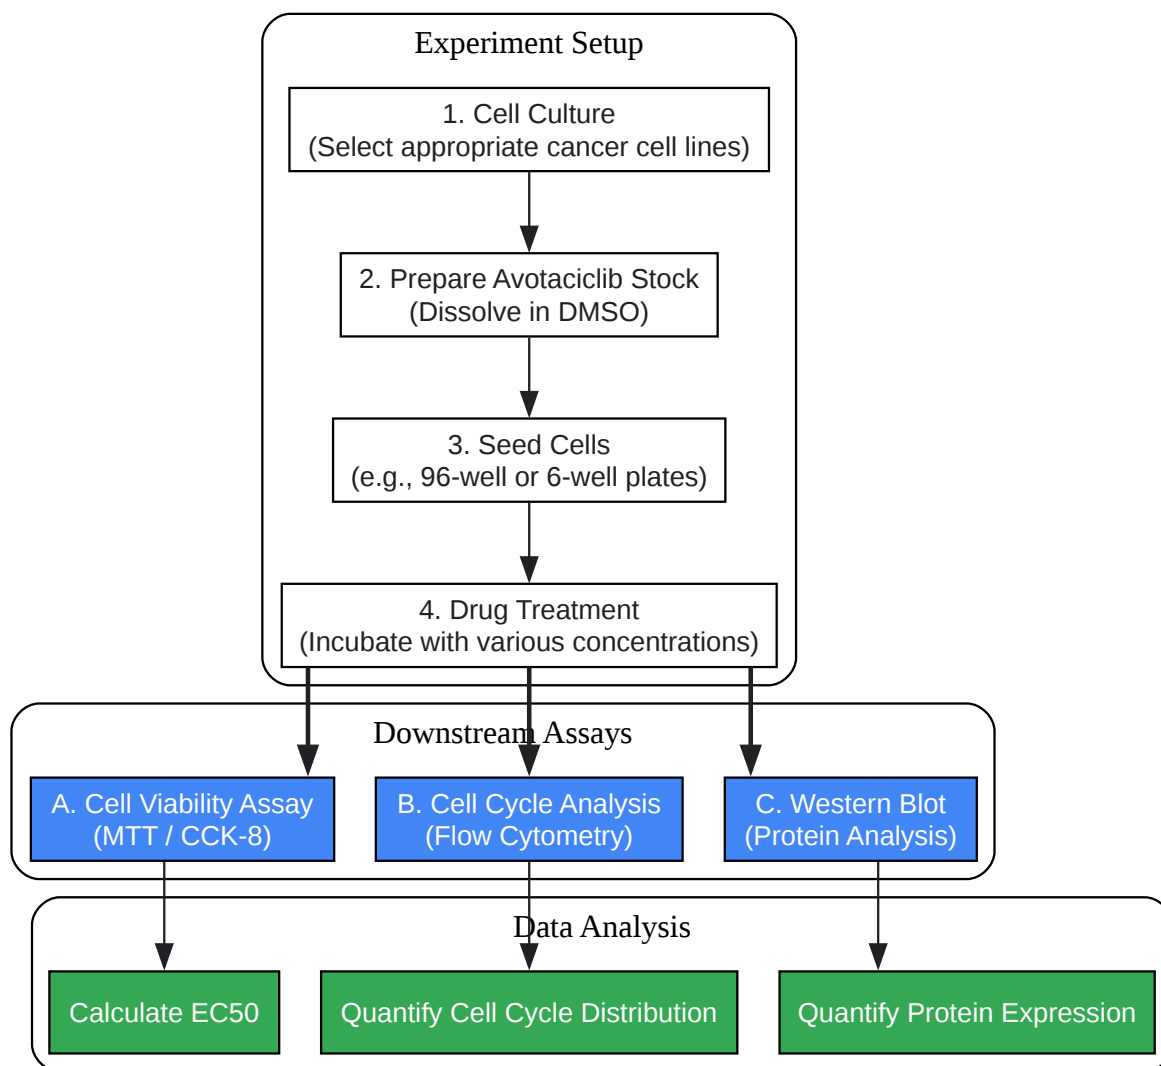 Experiment Setup
1. Cell Culture
(Select appropriate cancer cell lines)
2. Prepare Avotaciclib Stock
(Dissolve in DMSO)
3. Seed Cells
(e.g., 96-well or 6-well plates)
4. Drug Treatment
(Incubate with various concentrations)
Downstream Assays
A. Cell Viability Assay
(MTT / CCK-8)
B. Cell Cycle Analysis
(Flow Cytometry)
C. Western Blot
(Protein Analysis)
Data Analysis
Calculate EC50
Quantify Cell Cycle Distribution
Quantify Protein Expression